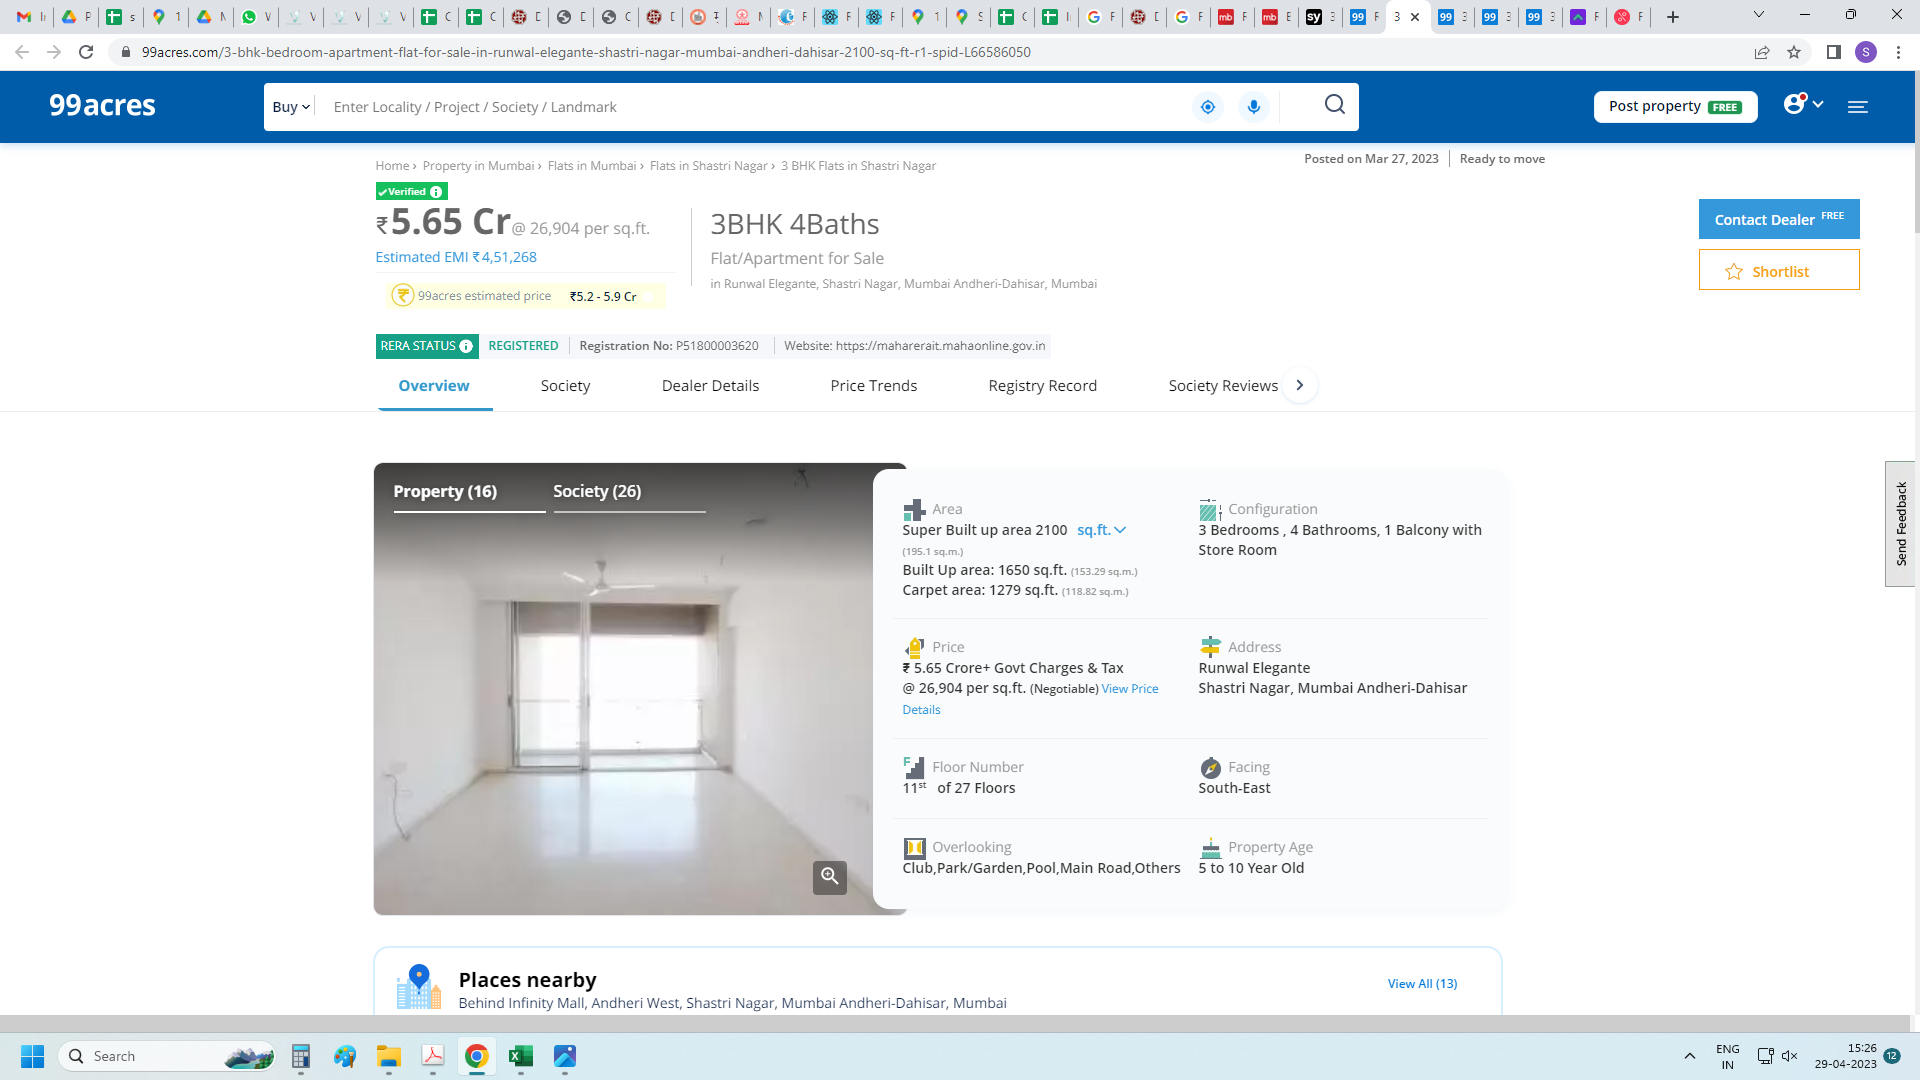 99acres.com/3-bhk-bedroom-apartment-flat-for-sale-in-runwal-elegante-shastri-nagar-mumbai-andheri-dahisar-2100-sq-ft-r1-spid-L66586050
S
99acres
Buy
Enter Locality / Project / Society / Landmark
Post property FREE
Home › Property in Mumbai › Flats in Mumbai › Flats in Shastri Nagar › 3 BHK Flats in Shastri Nagar
Posted on Mar 27, 2023 | Ready to move
Verified
₹5.65 Cr@ 26,904 per sq.ft.
Estimated EMI ₹4,51,268
99acres estimated price ₹5.2 - 5.9 Cr
3BHK 4Baths
Flat/Apartment for Sale
in Runwal Elegante, Shastri Nagar, Mumbai Andheri-Dahisar, Mumbai
Contact Dealer FREE
Shortlist
RERA STATUS REGISTERED Registration No: P51800003620 Website: https://maharerait.mahaonline.gov.in
Overview Society Dealer Details Price Trends Registry Record Society Reviews
Property (16) Society (26)
Area
Super Built up area 2100 sq.ft.
(195.1 sq.m.)
Built Up area: 1650 sq.ft. (153.29 sq.m.)
Carpet area: 1279 sq.ft. (118.82 sq.m.)
Configuration
3 Bedrooms , 4 Bathrooms, 1 Balcony with
Store Room
Price
₹ 5.65 Crore+ Govt Charges & Tax
@ 26,904 per sq.ft. (Negotiable) View Price
Details
Address
Runwal Elegante
Shastri Nagar, Mumbai Andheri-Dahisar
Floor Number
11st of 27 Floors
Facing
South-East
Overlooking
Club,Park/Garden,Pool,Main Road,Others
Property Age
5 to 10 Year Old
Send Feedback
Places nearby
Behind Infinity Mall, Andheri West, Shastri Nagar, Mumbai Andheri-Dahisar, Mumbai
View All (13)
Search
ENG
IN
15:26
29-04-2023
12